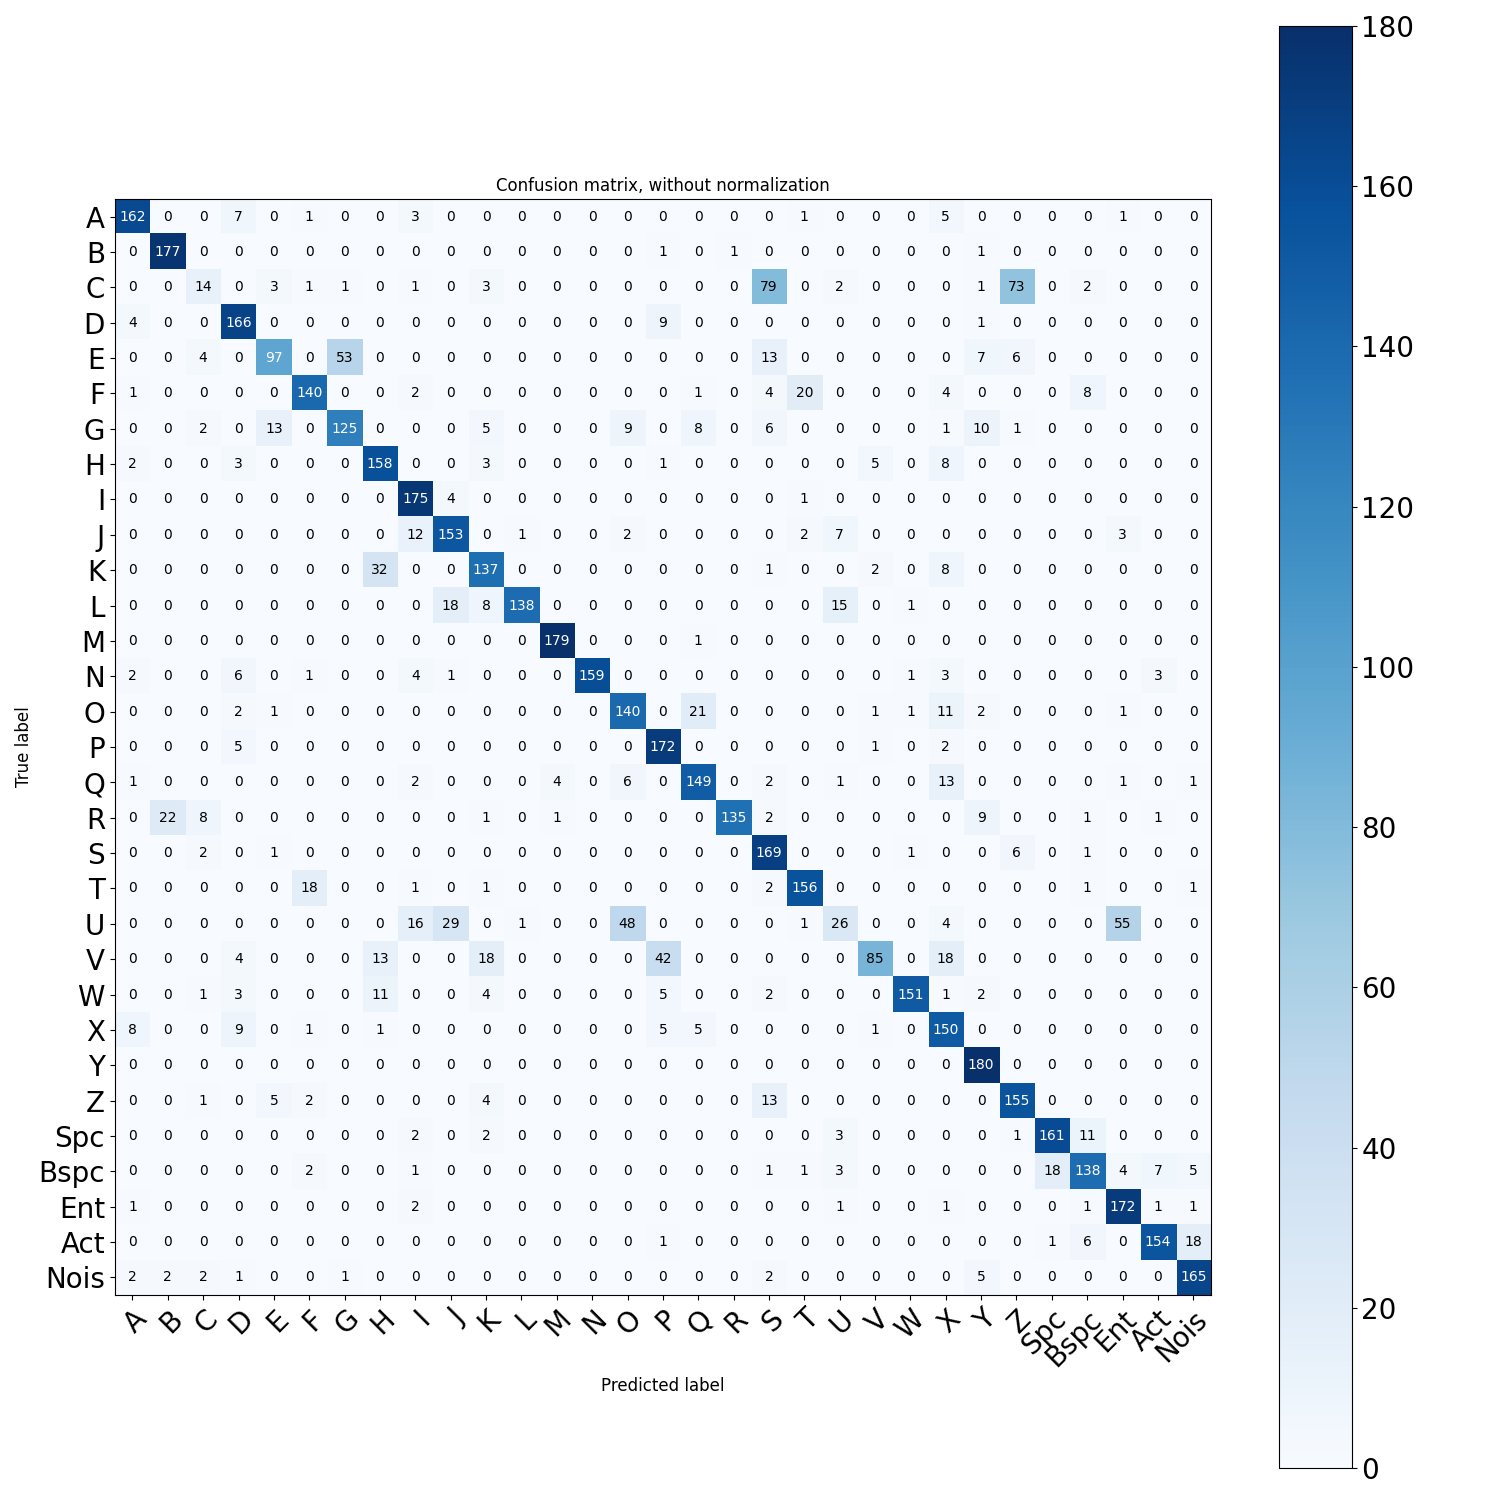 Confusion matrix, without normalization
A 162 0 0 7 0 1 0 0 3 0 0 0 0 0 0 0 0 0 0 1 0 0 0 5 0 0 0 0 1 0 0
B 0 177 0 0 0 0 0 0 0 0 0 0 0 0 0 1 0 1 0 0 0 0 0 0 1 0 0 0 0 0 0
C 0 0 14 0 3 1 1 0 1 0 3 0 0 0 0 0 0 0 79 0 2 0 0 0 1 73 0 2 0 0 0
D 4 0 0 166 0 0 0 0 0 0 0 0 0 0 0 9 0 0 0 0 0 0 0 0 1 0 0 0 0 0 0
E 0 0 4 0 97 0 53 0 0 0 0 0 0 0 0 0 0 0 13 0 0 0 0 0 7 6 0 0 0 0 0
F 1 0 0 0 0 140 0 0 2 0 0 0 0 0 0 0 1 0 4 20 0 0 0 4 0 0 0 8 0 0 0
G 0 0 2 0 13 0 125 0 0 0 5 0 0 0 9 0 8 0 6 0 0 0 0 1 10 1 0 0 0 0 0
H 2 0 0 3 0 0 0 158 0 0 3 0 0 0 0 1 0 0 0 0 0 5 0 8 0 0 0 0 0 0 0
I 0 0 0 0 0 0 0 0 175 4 0 0 0 0 0 0 0 0 0 1 0 0 0 0 0 0 0 0 0 0 0
J 0 0 0 0 0 0 0 0 12 153 0 1 0 0 2 0 0 0 0 2 7 0 0 0 0 0 0 0 3 0 0
K 0 0 0 0 0 0 0 32 0 0 137 0 0 0 0 0 0 0 1 0 0 2 0 8 0 0 0 0 0 0 0
L 0 0 0 0 0 0 0 0 0 18 8 138 0 0 0 0 0 0 0 0 15 0 1 0 0 0 0 0 0 0 0
M 0 0 0 0 0 0 0 0 0 0 0 0 179 0 0 0 1 0 0 0 0 0 0 0 0 0 0 0 0 0 0
N 2 0 0 6 0 1 0 0 4 1 0 0 0 159 0 0 0 0 0 0 0 0 1 3 0 0 0 0 0 3 0
O 0 0 0 2 1 0 0 0 0 0 0 0 0 0 140 0 21 0 0 0 0 1 1 11 2 0 0 0 1 0 0
P 0 0 0 5 0 0 0 0 0 0 0 0 0 0 0 172 0 0 0 0 0 1 0 2 0 0 0 0 0 0 0
Q 1 0 0 0 0 0 0 0 2 0 0 0 4 0 6 0 149 0 2 0 1 0 0 13 0 0 0 0 1 0 1
R 0 22 8 0 0 0 0 0 0 0 1 0 1 0 0 0 0 135 2 0 0 0 0 0 9 0 0 1 0 1 0
S 0 0 2 0 1 0 0 0 0 0 0 0 0 0 0 0 0 0 169 0 0 0 1 0 0 6 0 1 0 0 0
T 0 0 0 0 0 18 0 0 1 0 1 0 0 0 0 0 0 0 2 156 0 0 0 0 0 0 0 1 0 0 1
U 0 0 0 0 0 0 0 0 16 29 0 1 0 0 48 0 0 0 0 1 26 0 0 4 0 0 0 0 55 0 0
V 0 0 0 4 0 0 0 13 0 0 18 0 0 0 0 42 0 0 0 0 0 85 0 18 0 0 0 0 0 0 0
W 0 0 1 3 0 0 0 11 0 0 4 0 0 0 0 5 0 0 2 0 0 0 151 1 2 0 0 0 0 0 0
X 8 0 0 9 0 1 0 1 0 0 0 0 0 0 0 5 5 0 0 0 0 1 0 150 0 0 0 0 0 0 0
Y 0 0 0 0 0 0 0 0 0 0 0 0 0 0 0 0 0 0 0 0 0 0 0 0 180 0 0 0 0 0 0
Z 0 0 1 0 5 2 0 0 0 0 4 0 0 0 0 0 0 0 13 0 0 0 0 0 0 155 0 0 0 0 0
Spc 0 0 0 0 0 0 0 0 2 0 2 0 0 0 0 0 0 0 0 0 3 0 0 0 0 1 161 11 0 0 0
Bspc 0 0 0 0 0 2 0 0 1 0 0 0 0 0 0 0 0 0 1 1 3 0 0 0 0 0 18 138 4 7 5
Ent 1 0 0 0 0 0 0 0 2 0 0 0 0 0 0 0 0 0 0 0 1 0 0 1 0 0 0 1 172 1 1
Act 0 0 0 0 0 0 0 0 0 0 0 0 0 0 0 1 0 0 0 0 0 0 0 0 0 0 1 6 0 154 18
Nois 2 2 2 1 0 0 1 0 0 0 0 0 0 0 0 0 0 0 2 0 0 0 0 0 5 0 0 0 0 0 165
A B C D E F G H I J K L M N O P Q R S T U V W X Y Z Spc Bspc Ent Act Nois
Predicted label
True label
180
160
140
120
100
80
60
40
20
0